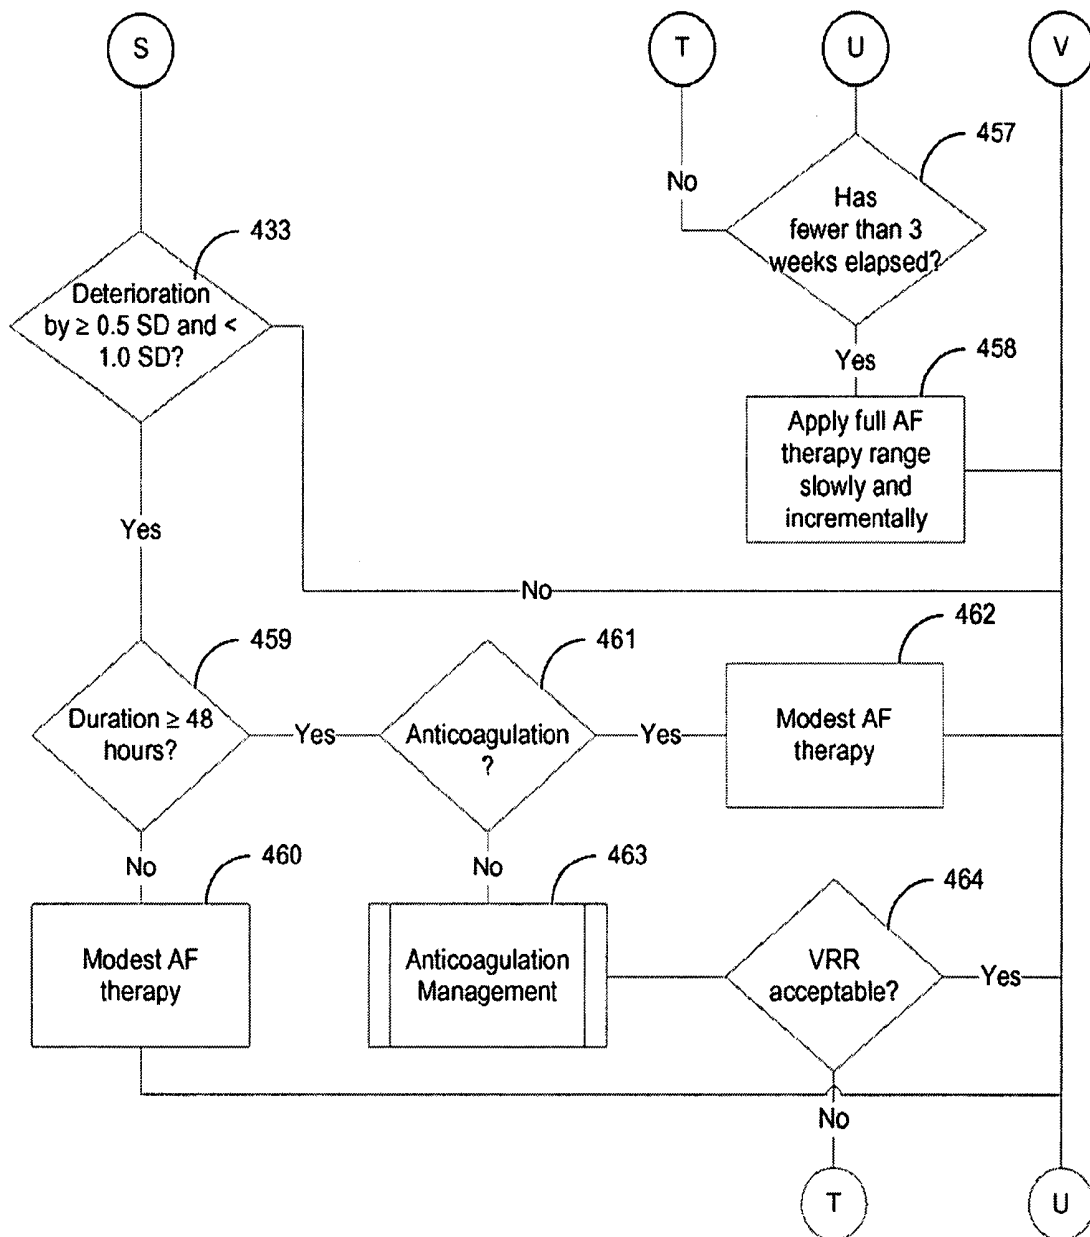 S
T
U
V
457
No
Has
fewer than 3
weeks elapsed?
433
Deterioration
by ≥ 0.5 SD and <
1.0 SD?
Yes
458
Apply full AF
therapy range
slowly and
incrementally
Yes
No
459
461
462
Duration ≥ 48
hours?
Yes
Anticoagulation
?
Yes
Modest AF
therapy
No
460
No
463
464
Modest AF
therapy
Anticoagulation
Management
VRR
acceptable?
Yes
No
T
U